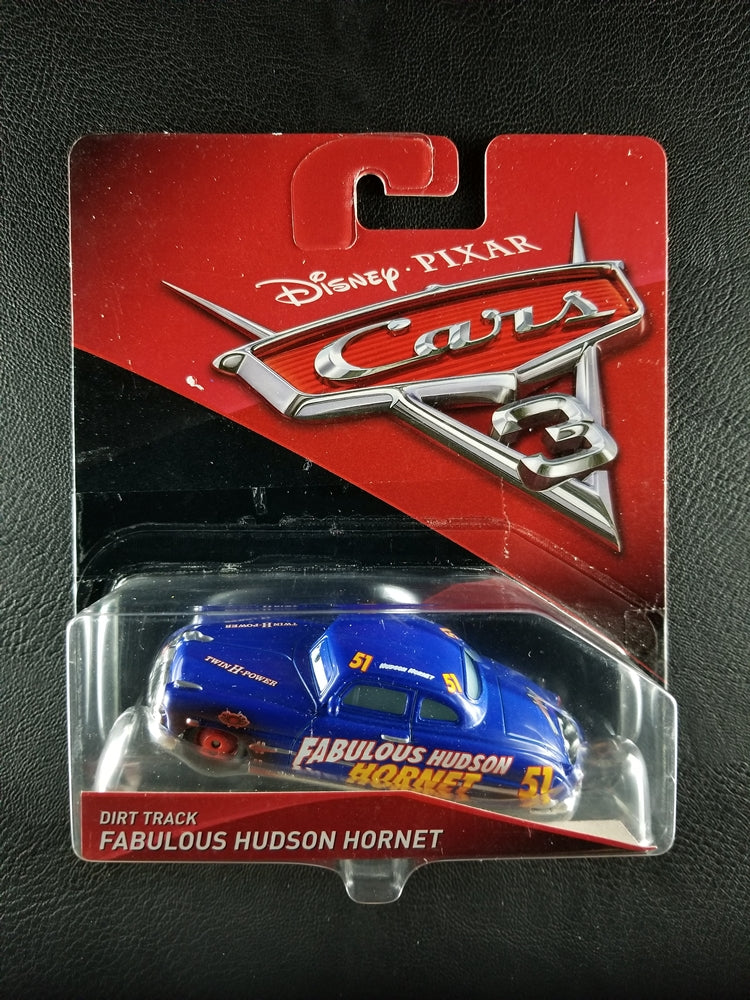 Disney · PIXAR
Cars
3
TWIN H-POWER
TWIN H-POWER
51
HUDSON HORNET
51
FABULOUS HUDSON
HORNET
51
DIRT TRACK
FABULOUS HUDSON HORNET